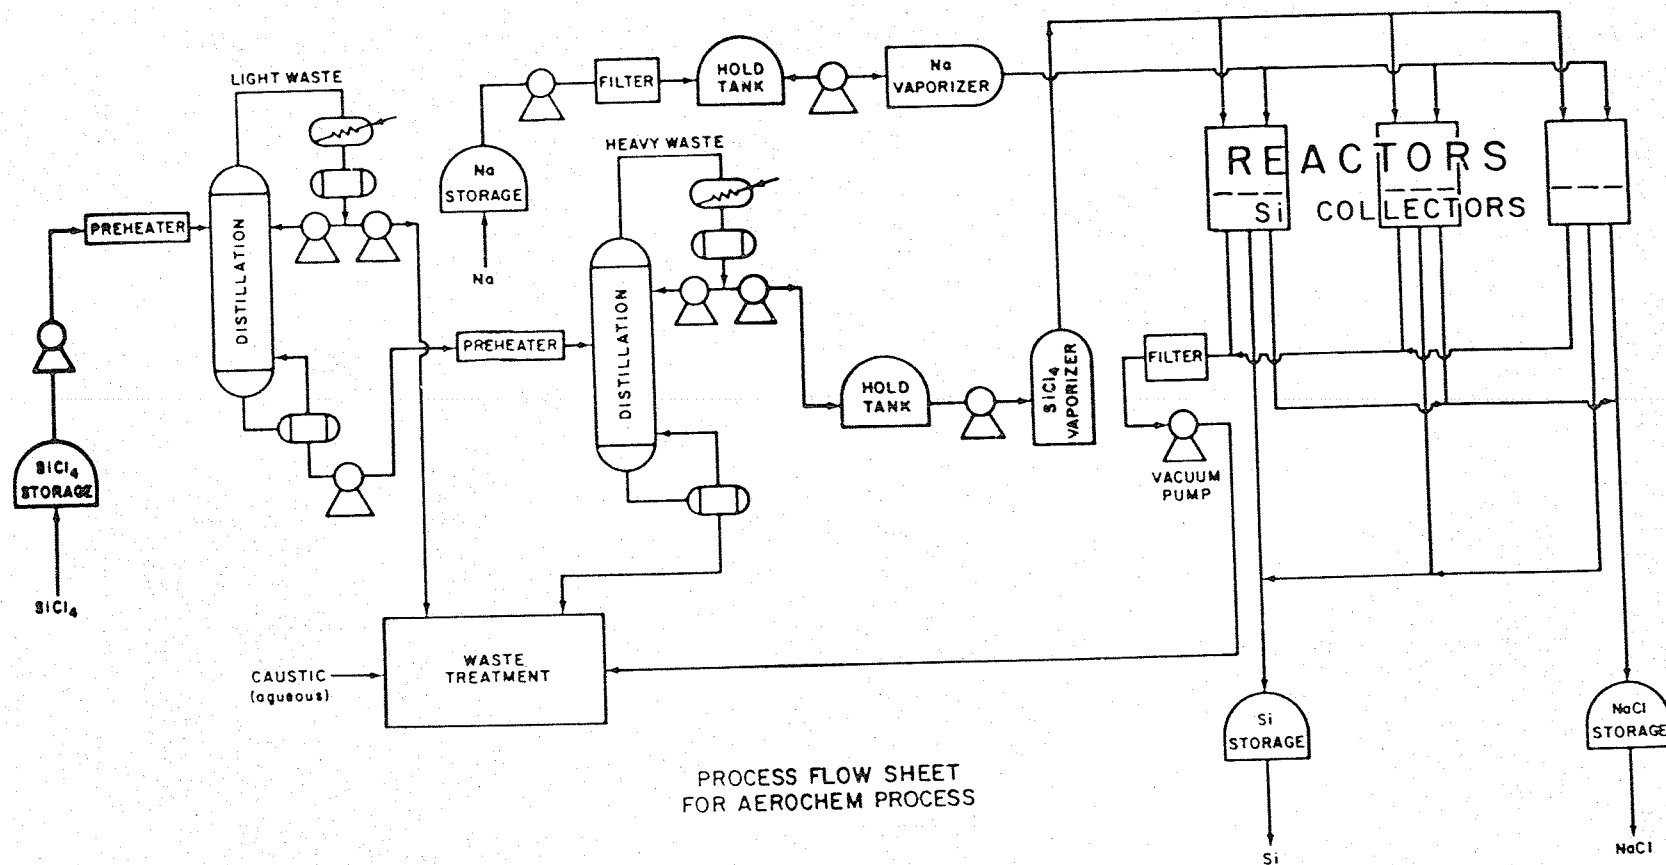 LIGHT WASTE
PREHEATER
DISTILLATION
SiCl4
STORAGE
SiCl4
Na
STORAGE
Na
FILTER
HOLD
TANK
Na
VAPORIZER
HEAVY WASTE
PREHEATER
DISTILLATION
HOLD
TANK
SiCl4
VAPORIZER
REACTORS
Si COLLECTORS
FILTER
VACUUM
PUMP
CAUSTIC
(aqueous)
WASTE
TREATMENT
Si
STORAGE
Si
NaCl
STORAGE
NaCl
PROCESS FLOW SHEET
FOR AEROCHEM PROCESS